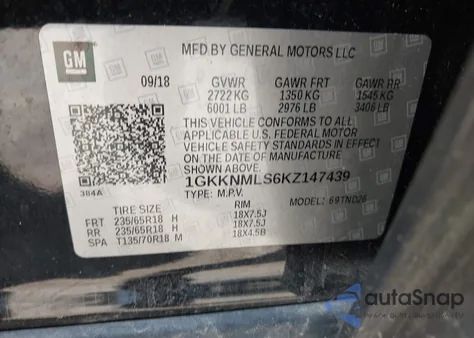 GM
MFD BY GENERAL MOTORS LLC
09/18 GVWR GAWR FRT GAWR RR
2722 KG 1350 KG 1545 KG
6001 LB 2976 LB 3406 LB
THIS VEHICLE CONFORMS TO ALL
APPLICABLE U.S. FEDERAL MOTOR
VEHICLE SAFETY STANDARDS IN EFFECT
ON THE DATE OF MANUFACTURE
SHOWN ABOVE.
1GKKNMLS6KZ147439
384A TYPE: M.P.V. MODEL: 69TND26
TIRE SIZE RIM
FRT 235/65R18 H 18X7.5J
RR 235/65R18 H 18X7.5J
SPA T135/70R18 M 18X4.5B
autoSnap